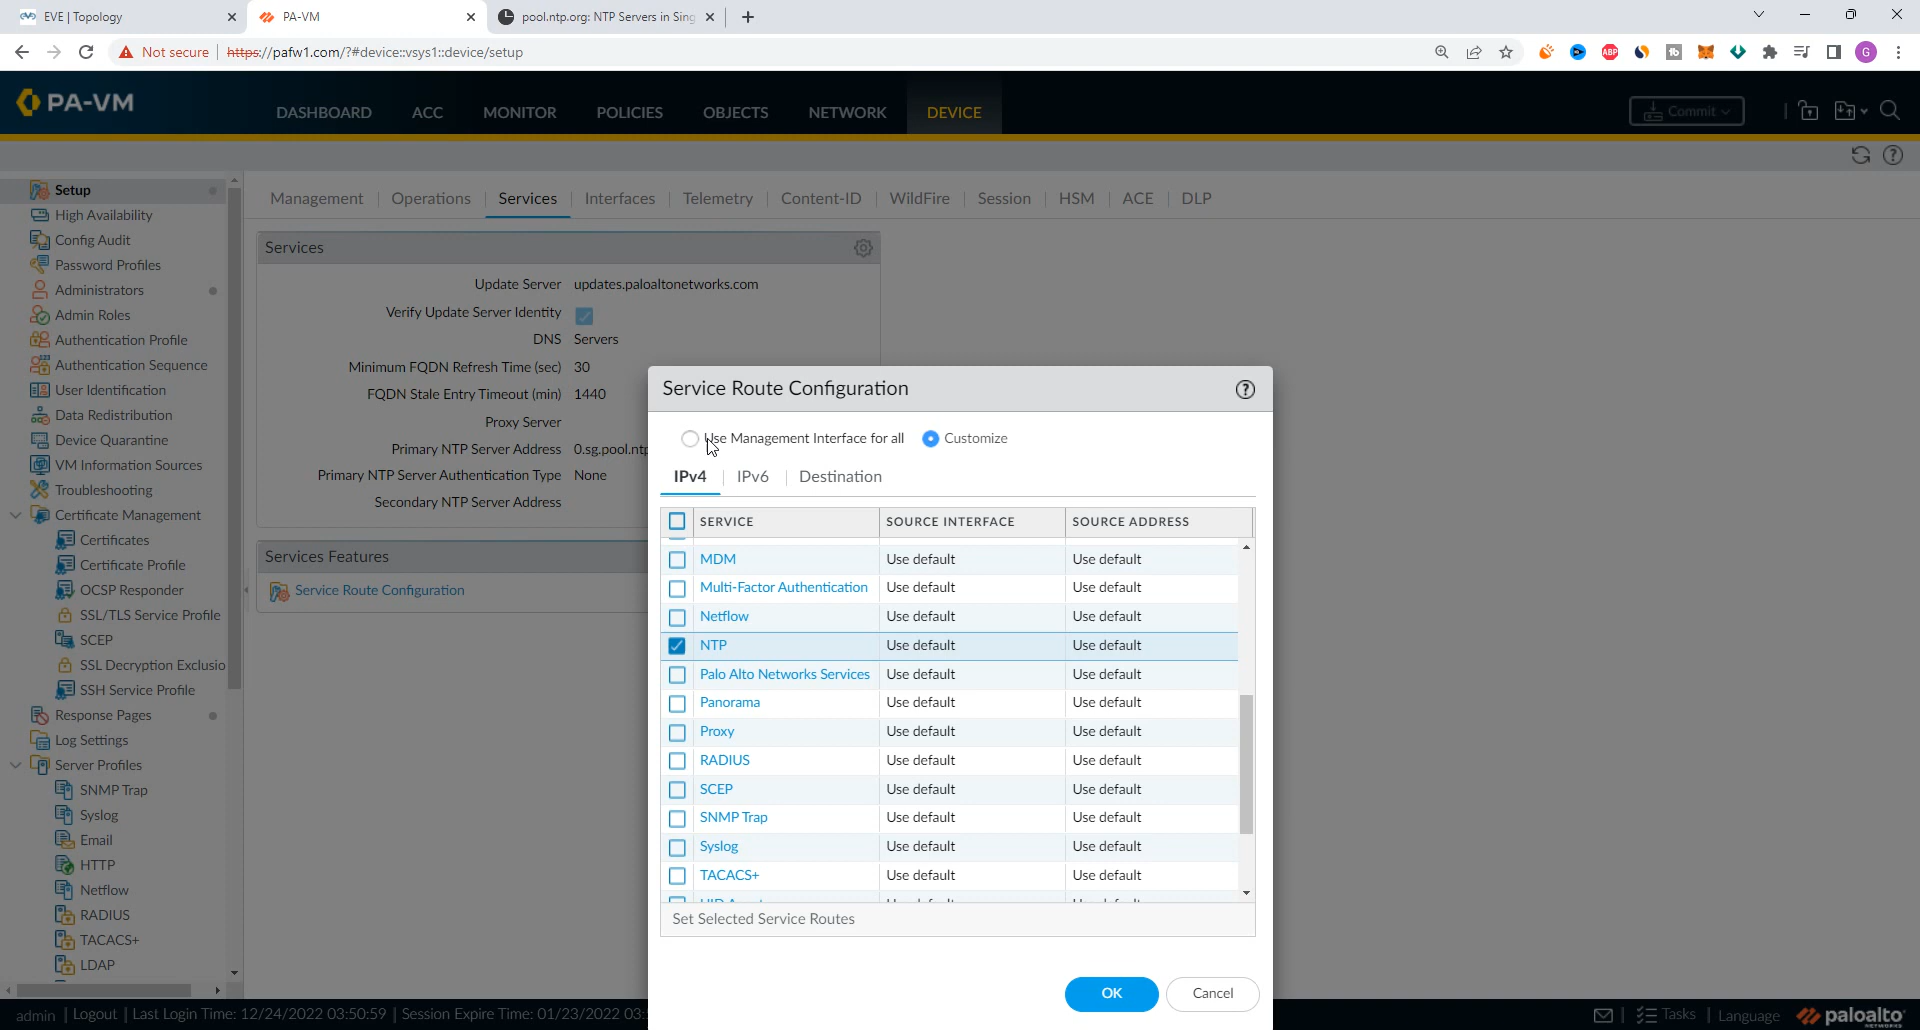 EVE | Topology
PA-VM
pool.ntp.org: NTP Servers in Sing
Not secure
https://pafw1.com/?#device::vsys1::device/setup
ABP
tb
G
PA-VM
DASHBOARD
ACC
MONITOR
POLICIES
OBJECTS
NETWORK
DEVICE
Commit
Setup
High Availability
Config Audit
Password Profiles
Administrators
Admin Roles
Authentication Profile
Authentication Sequence
User Identification
Data Redistribution
Device Quarantine
VM Information Sources
Troubleshooting
Certificate Management
Certificates
Certificate Profile
OCSP Responder
SSL/TLS Service Profile
SCEP
SSL Decryption Exclusio
SSH Service Profile
Response Pages
Log Settings
Server Profiles
SNMP Trap
Syslog
Email
HTTP
Netflow
RADIUS
TACACS+
LDAP
Management
Operations
Services
Interfaces
Telemetry
Content-ID
WildFire
Session
HSM
ACE
DLP
Services
Update Server updates.paloaltonetworks.com
Verify Update Server Identity
DNS Servers
Minimum FQDN Refresh Time (sec) 30
FQDN Stale Entry Timeout (min) 1440
Proxy Server
Primary NTP Server Address 0.sg.pool.ntp
Primary NTP Server Authentication Type None
Secondary NTP Server Address
Services Features
Service Route Configuration
Service Route Configuration
Use Management Interface for all
Customize
IPv4
IPv6
Destination
SERVICE SOURCE INTERFACE SOURCE ADDRESS
MDM Use default Use default
Multi-Factor Authentication Use default Use default
Netflow Use default Use default
NTP Use default Use default
Palo Alto Networks Services Use default Use default
Panorama Use default Use default
Proxy Use default Use default
RADIUS Use default Use default
SCEP Use default Use default
SNMP Trap Use default Use default
Syslog Use default Use default
TACACS+ Use default Use default
Set Selected Service Routes
OK
Cancel
admin | Logout | Last Login Time: 12/24/2022 03:50:59 | Session Expire Time: 01/23/2022 03:
Tasks | Language
paloalto
NETWORKS